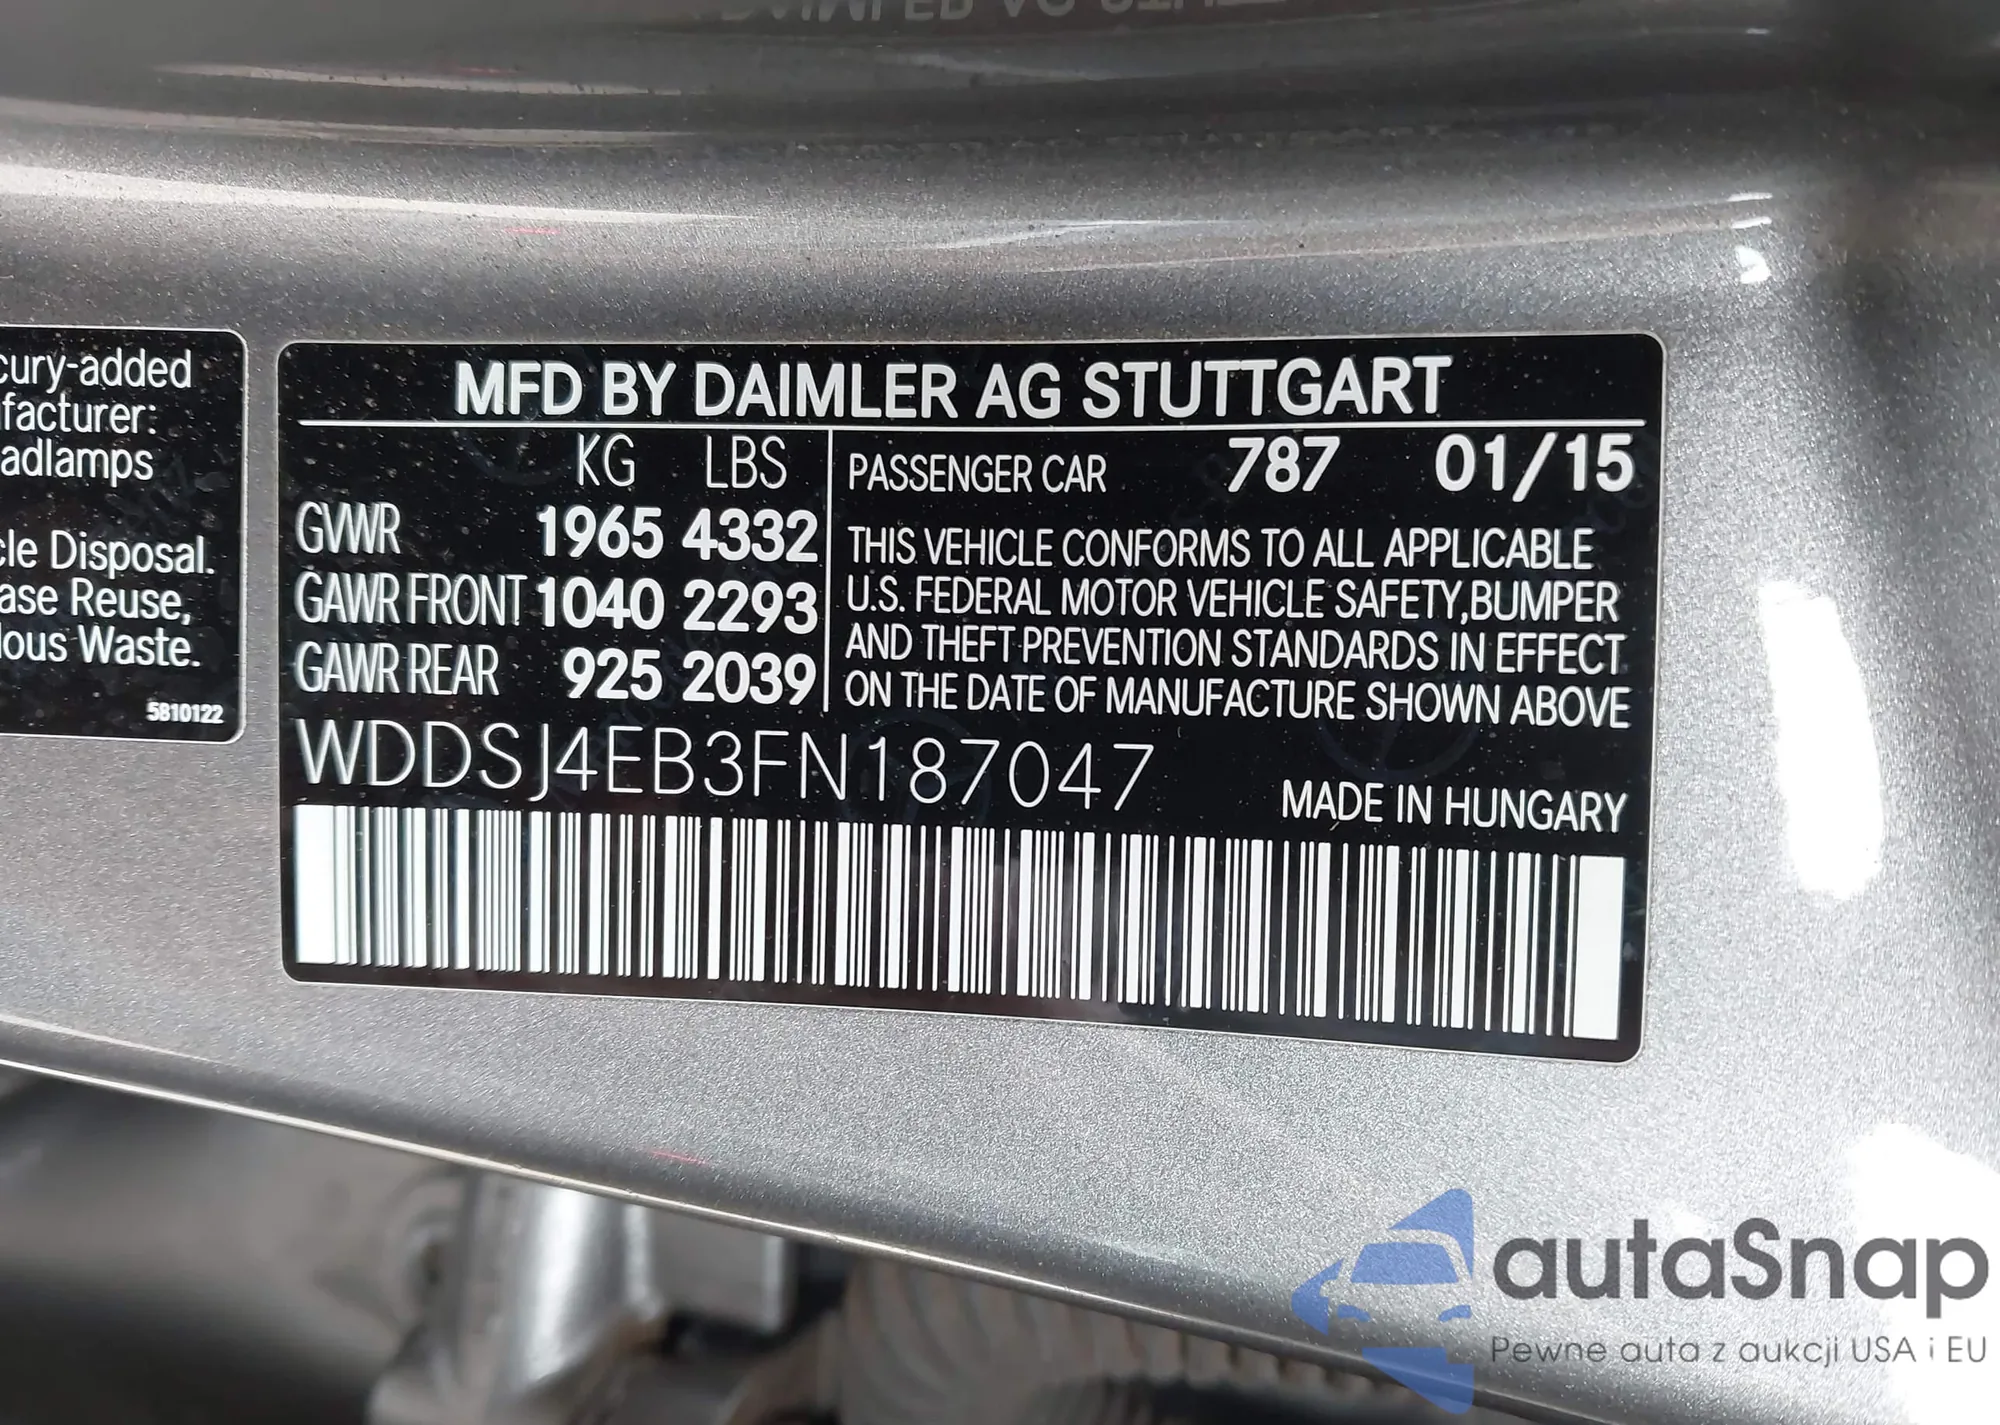 cury-added
facturer:
adlamps
cle Disposal.
ase Reuse,
dous Waste.
5810122
MFD BY DAIMLER AG STUTTGART
KG LBS
GVWR 1965 4332
GAWR FRONT 1040 2293
GAWR REAR 925 2039
PASSENGER CAR 787 01/15
THIS VEHICLE CONFORMS TO ALL APPLICABLE
U.S. FEDERAL MOTOR VEHICLE SAFETY,BUMPER
AND THEFT PREVENTION STANDARDS IN EFFECT
ON THE DATE OF MANUFACTURE SHOWN ABOVE
WDDSJ4EB3FN187047
MADE IN HUNGARY
autaSnap
Pewne auta z aukcji USA i EU